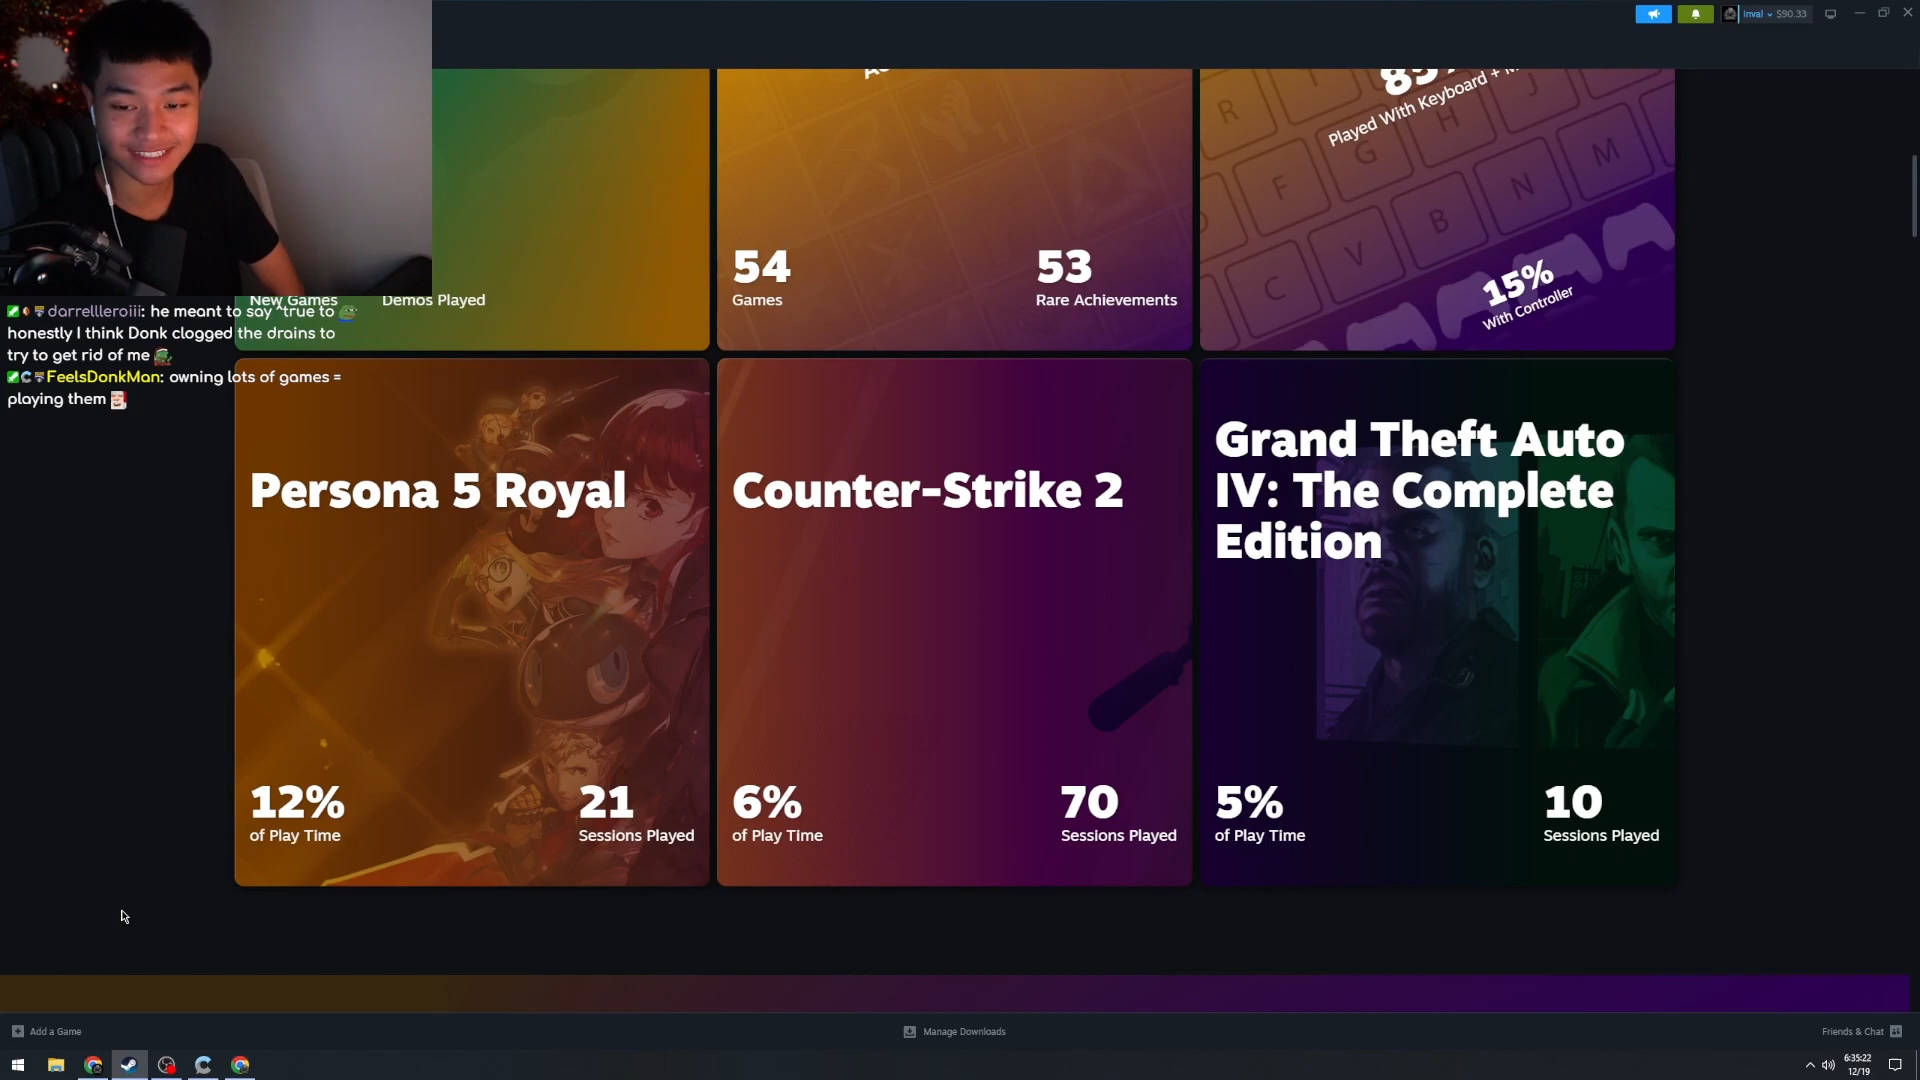 Inval
$90.33
Played With Keyboard +
15%
With Controller
R
G
H
J
F
M
N
B
V
C
New Games
Demos Played
54
Games
53
Rare Achievements
darrellleroiii: he meant to say ^true to
honestly I think Donk clogged the drains to
try to get rid of me
FeelsDonkMan: owning lots of games =
playing them
Persona 5 Royal
12%
of Play Time
21
Sessions Played
Counter-Strike 2
6%
of Play Time
70
Sessions Played
Grand Theft Auto
IV: The Complete
Edition
5%
of Play Time
10
Sessions Played
Add a Game
Manage Downloads
Friends & Chat
6:35:22
12/19